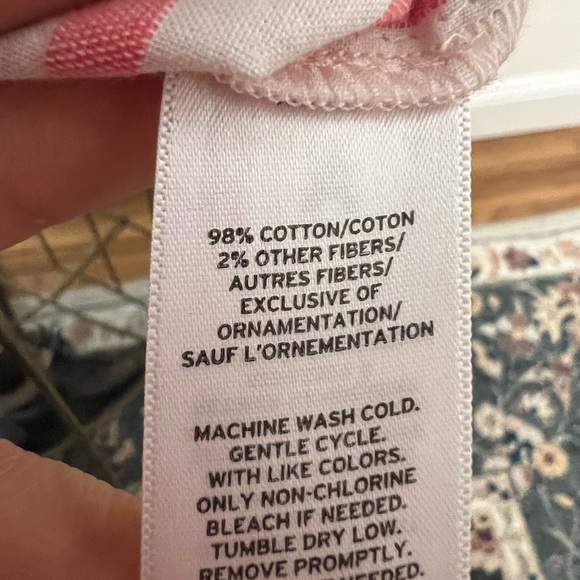 98% COTTON/COTON
2% OTHER FIBERS/
AUTRES FIBERS/
EXCLUSIVE OF
ORNAMENTATION/
SAUF L'ORNEMENTATION
MACHINE WASH COLD.
GENTLE CYCLE.
WITH LIKE COLORS.
ONLY NON-CHLORINE
BLEACH IF NEEDED.
TUMBLE DRY LOW.
REMOVE PROMPTLY.
NEEDED.